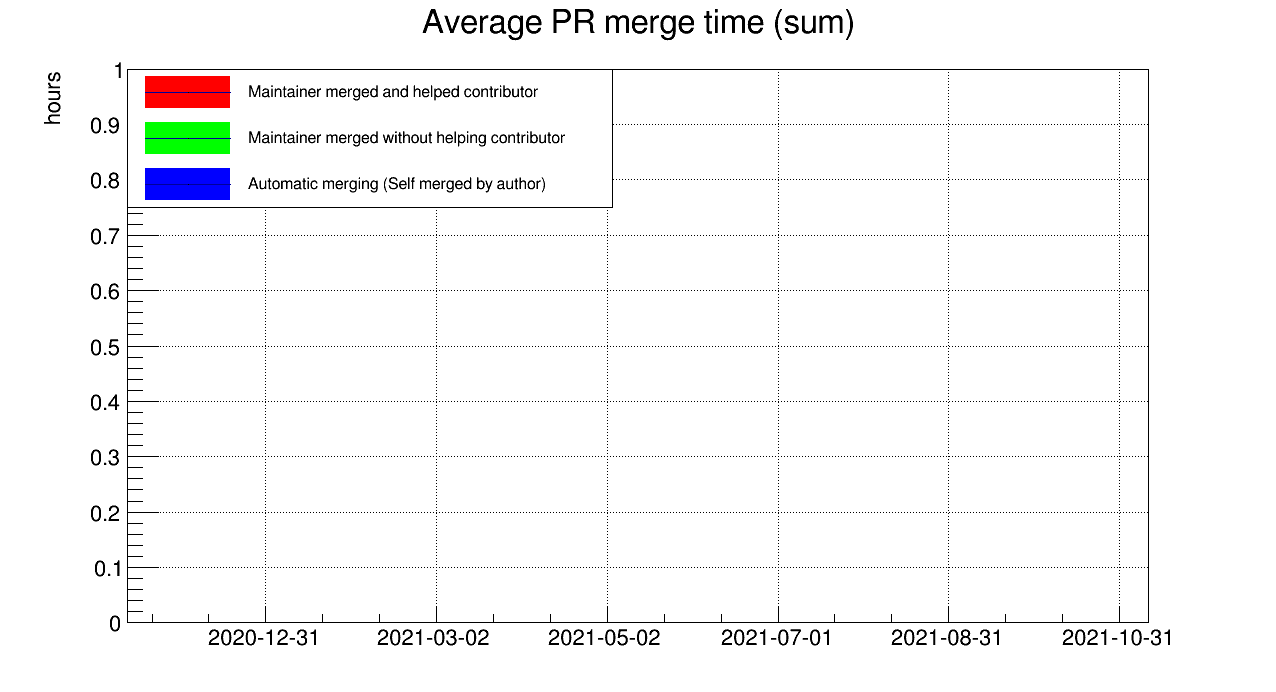 Average PR merge time (sum)
hours
Maintainer merged and helped contributor
Maintainer merged without helping contributor
Automatic merging (Self merged by author)
1
0.9
0.8
0.7
0.6
0.5
0.4
0.3
0.2
0.1
0
2020-12-31 2021-03-02 2021-05-02 2021-07-01 2021-08-31 2021-10-31